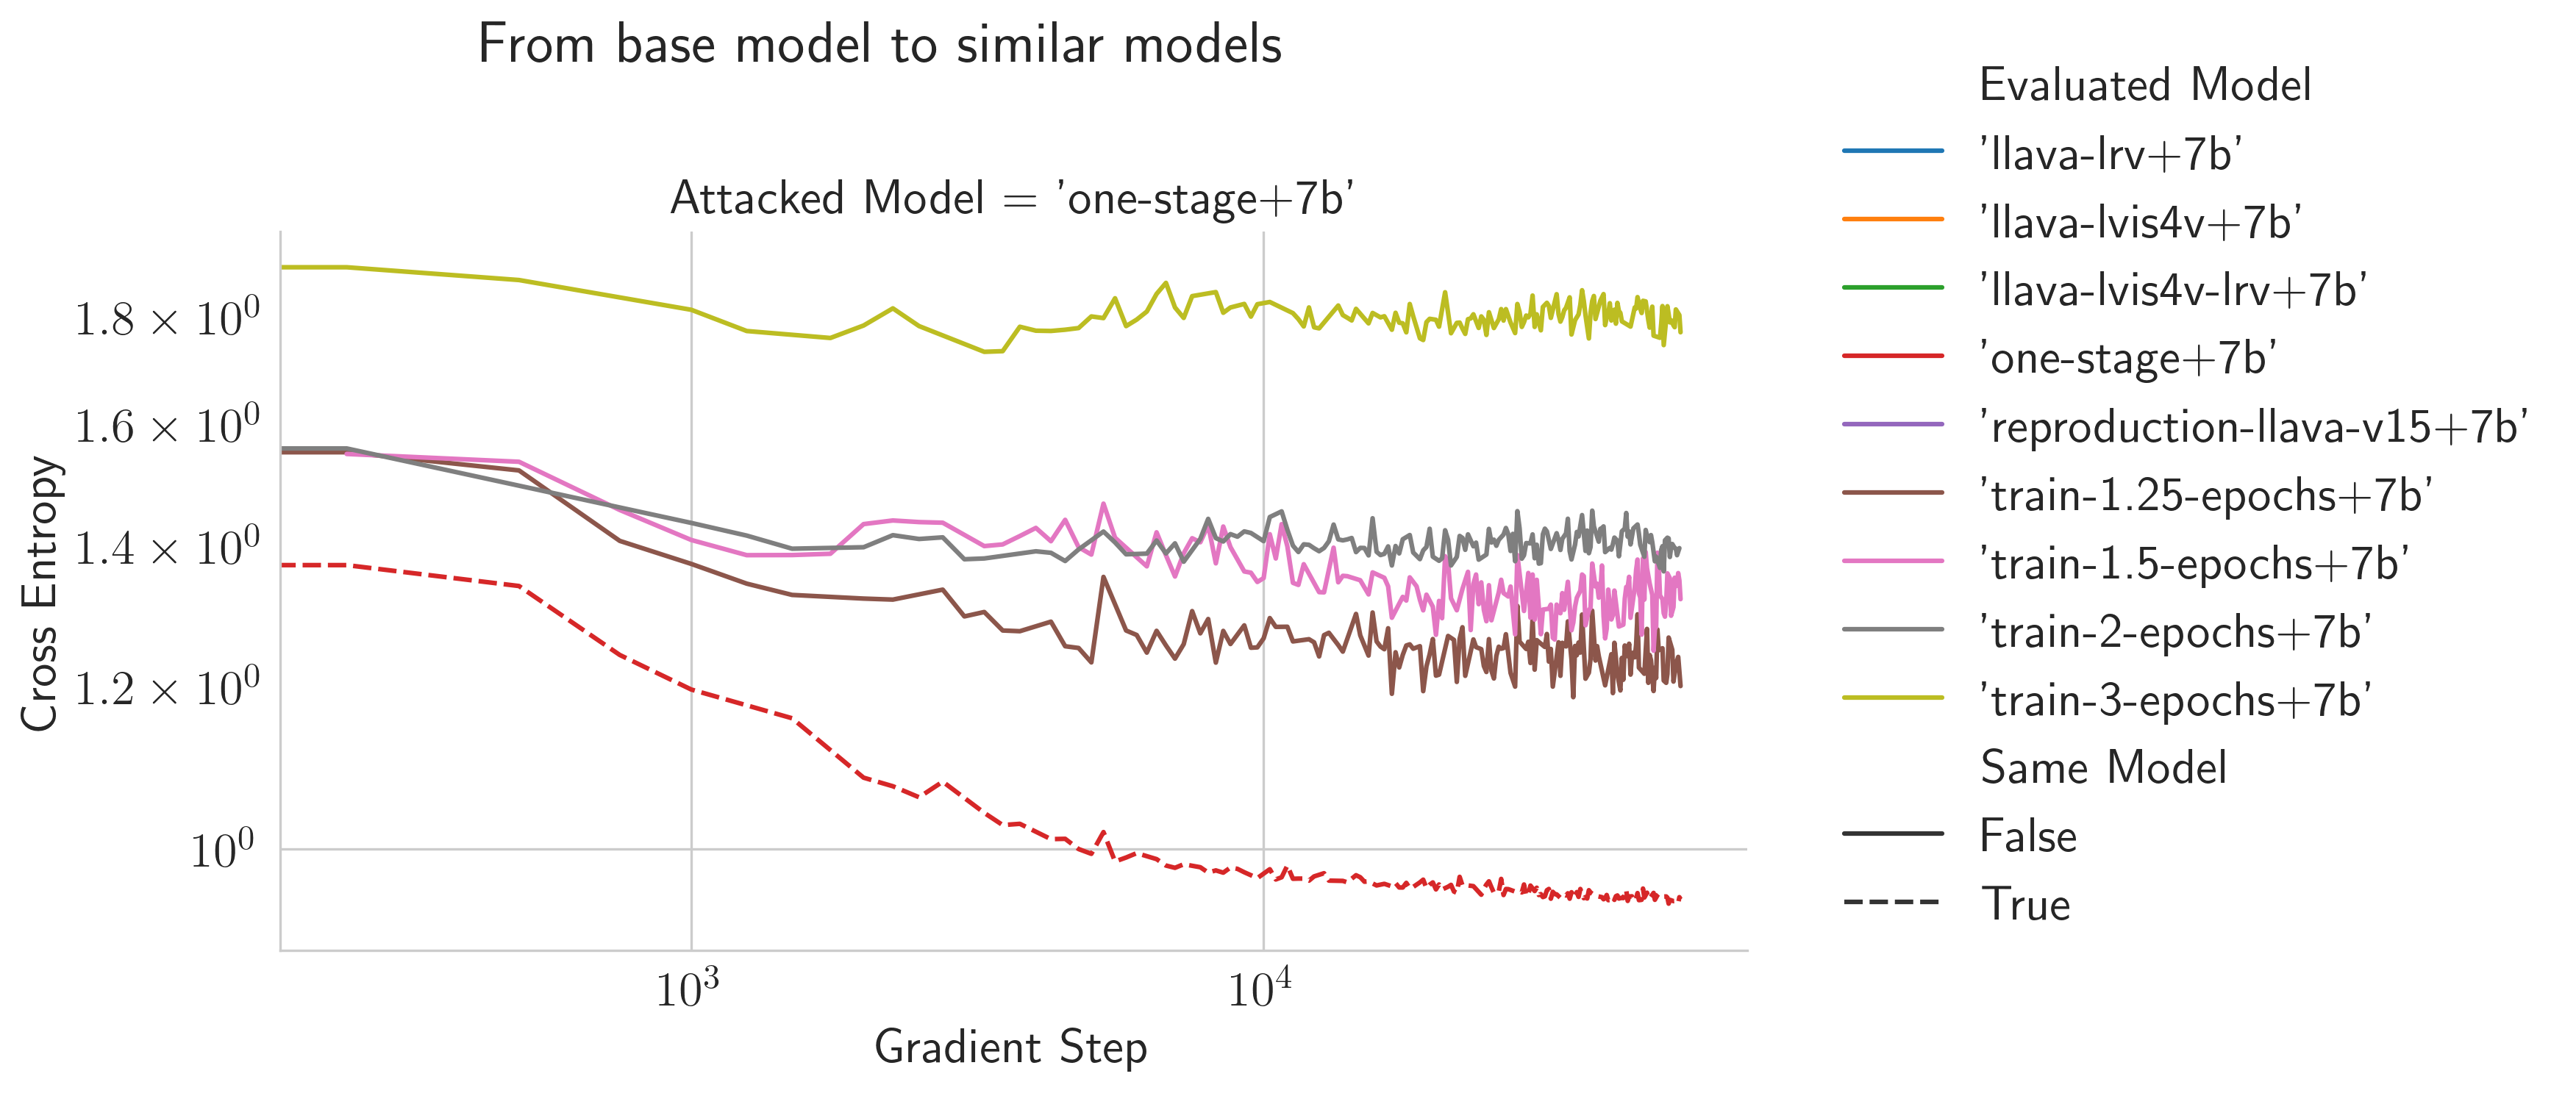 From base model to similar models
Attacked Model = 'one-stage+7b'
Cross Entropy
1.8 × 10⁰
1.6 × 10⁰
1.4 × 10⁰
1.2 × 10⁰
10⁰
10³
10⁴
Gradient Step
Evaluated Model
'llava-lrv+7b'
'llava-lvis4v+7b'
'llava-lvis4v-lrv+7b'
'one-stage+7b'
'reproduction-llava-v15+7b'
'train-1.25-epochs+7b'
'train-1.5-epochs+7b'
'train-2-epochs+7b'
'train-3-epochs+7b'
Same Model
False
True